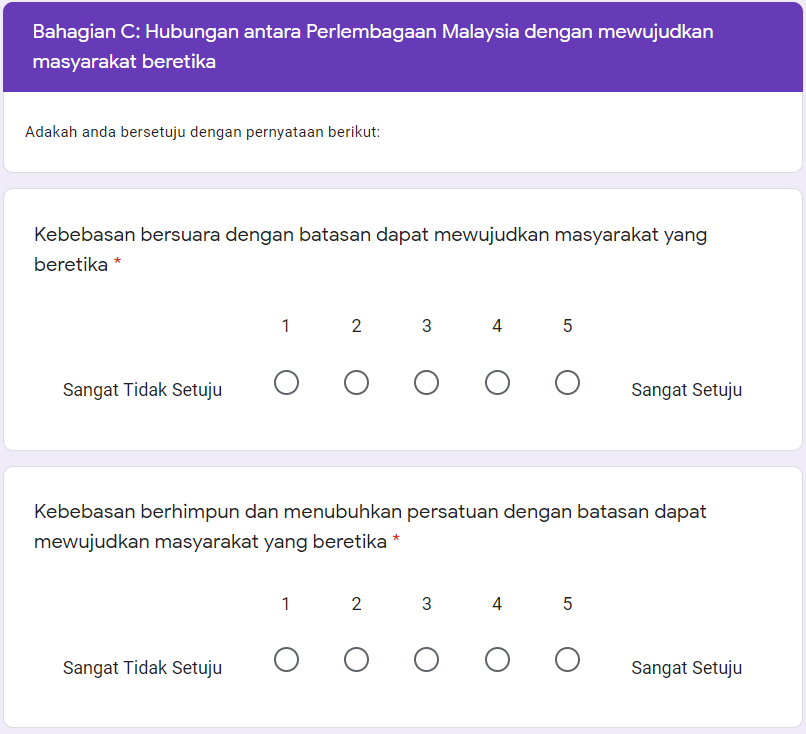 Bahagian C: Hubungan antara Perlembagaan Malaysia dengan mewujudkan
masyarakat beretika
Adakah anda bersetuju dengan pernyataan berikut:
Kebebasan bersuara dengan batasan dapat mewujudkan masyarakat yang
beretika *
1 2 3 4 5
Sangat Tidak Setuju Sangat Setuju
Kebebasan berhimpun dan menubuhkan persatuan dengan batasan dapat
mewujudkan masyarakat yang beretika *
1 2 3 4 5
Sangat Tidak Setuju Sangat Setuju